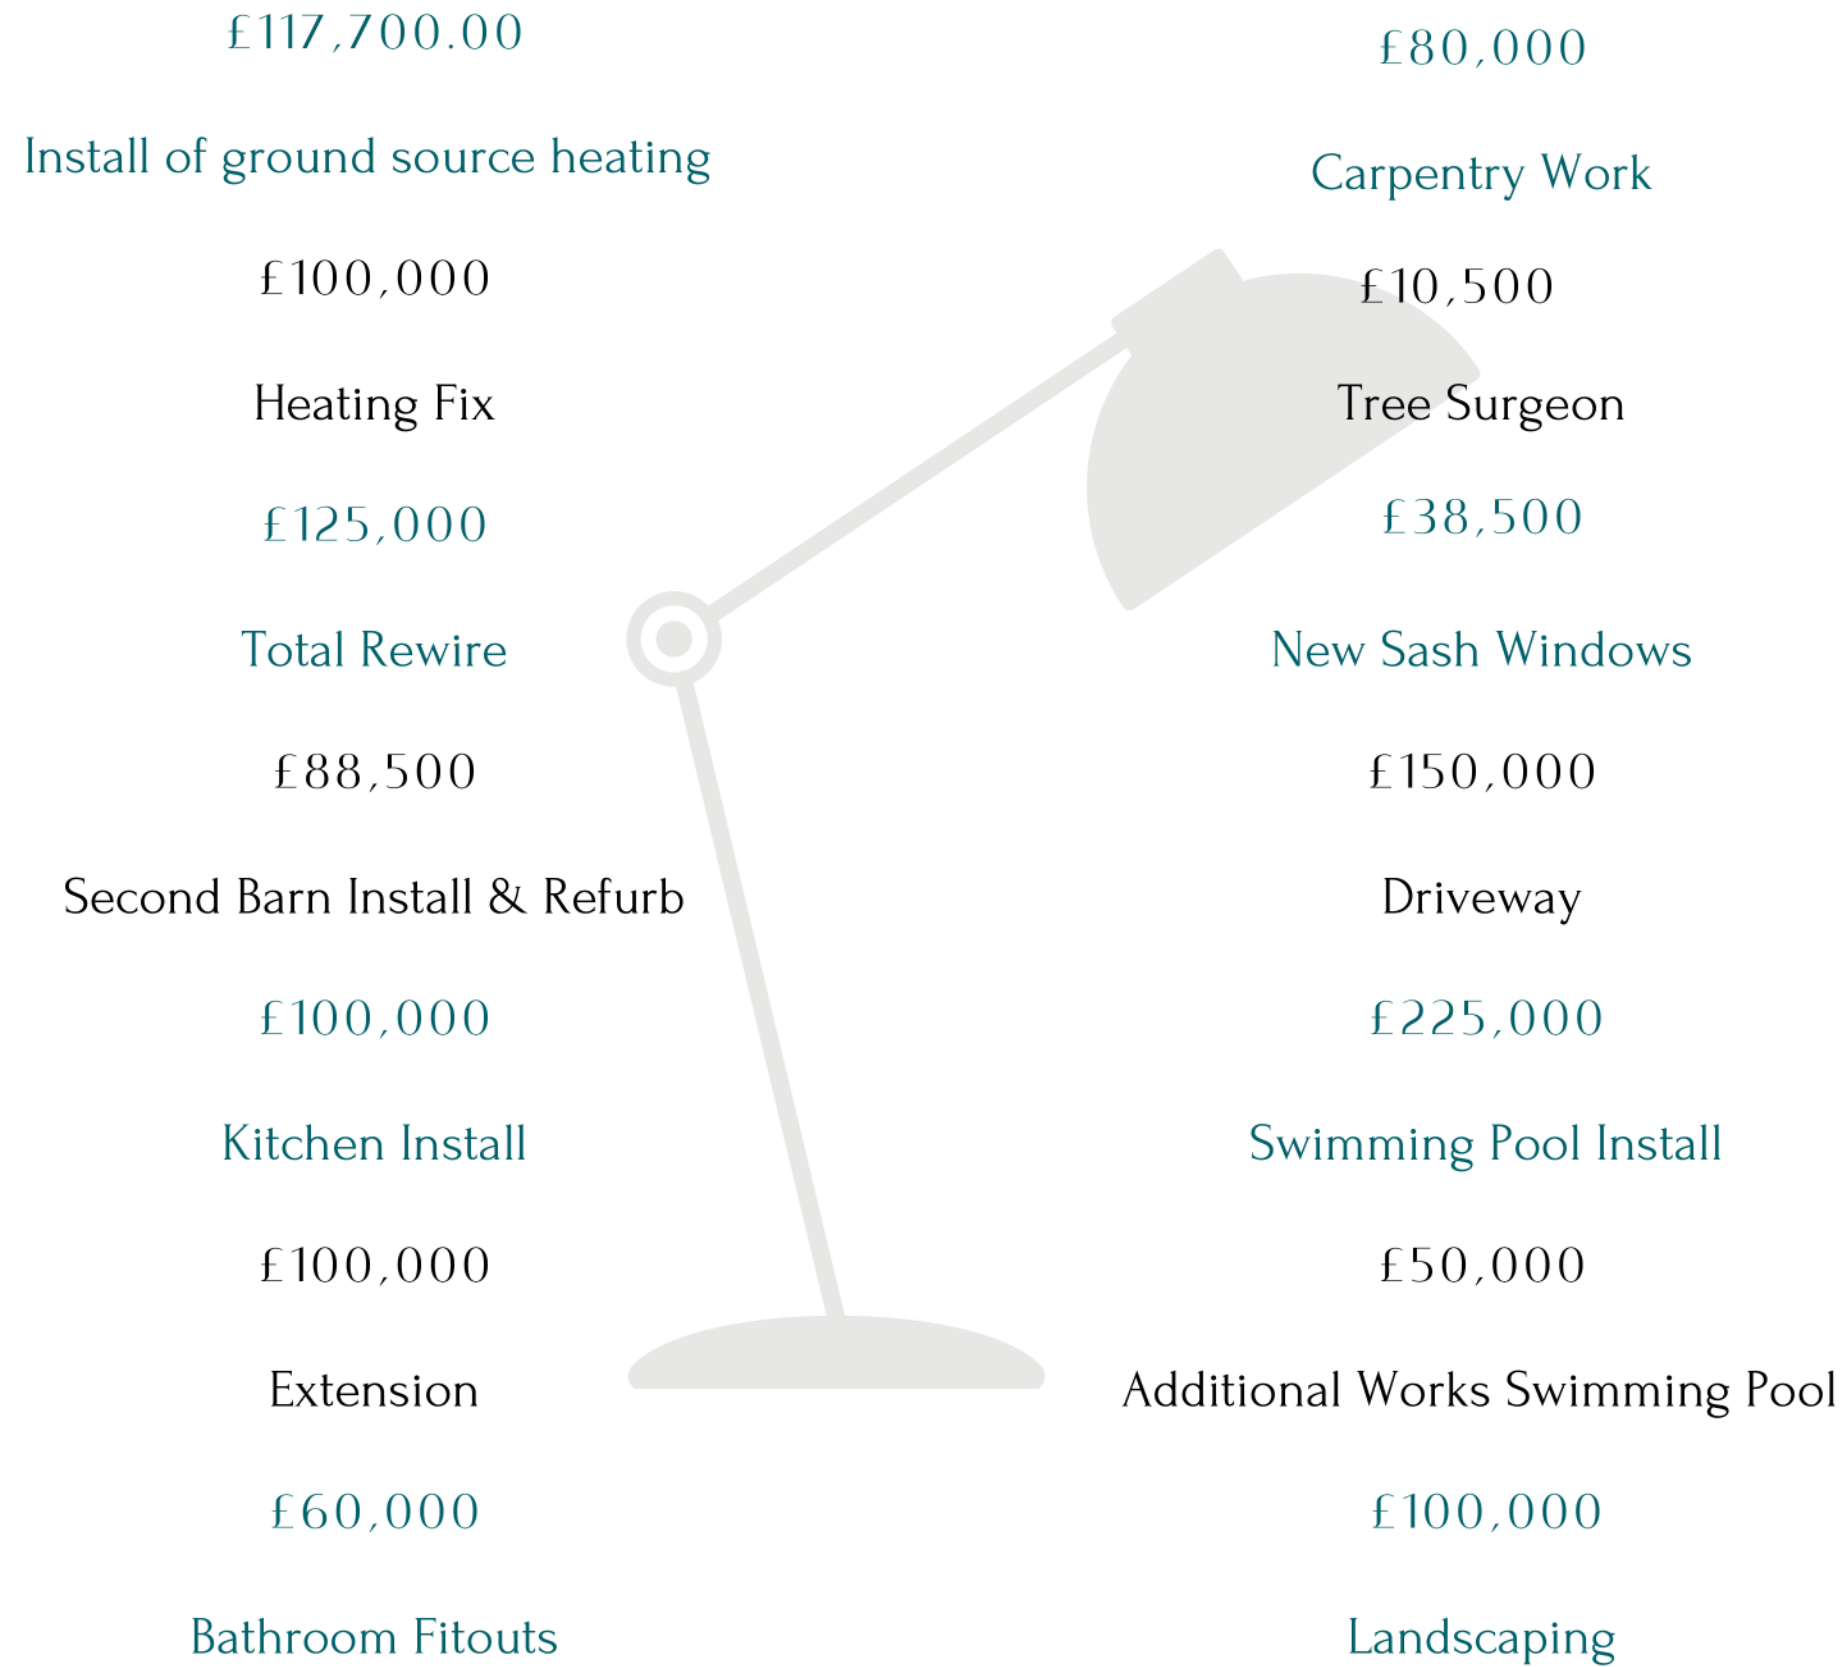 £117,700.00
Install of ground source heating
£100,000
Heating Fix
£125,000
Total Rewire
£88,500
Second Barn Install & Refurb
£100,000
Kitchen Install
£100,000
Extension
£60,000
Bathroom Fitouts
£80,000
Carpentry Work
£10,500
Tree Surgeon
£38,500
New Sash Windows
£150,000
Driveway
£225,000
Swimming Pool Install
£50,000
Additional Works Swimming Pool
£100,000
Landscaping